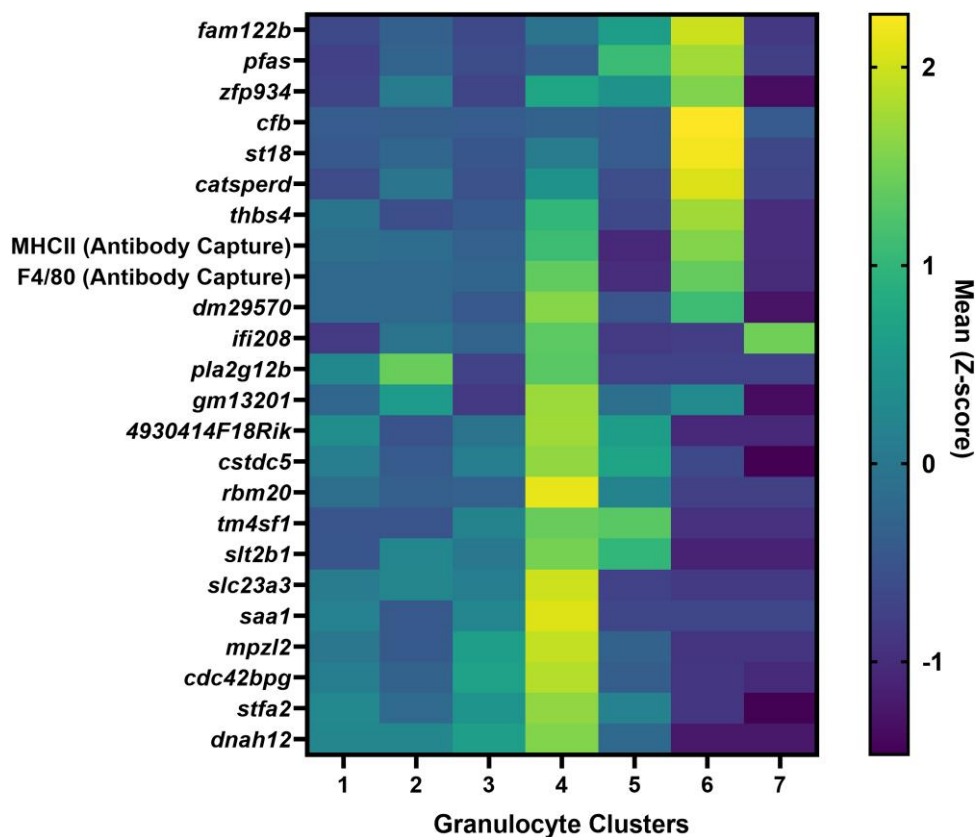 fam122b
pfas
zfp934
cfb
st18
catsperd
thbs4
MHCII (Antibody Capture)
F4/80 (Antibody Capture)
dm29570
ifi208
pla2g12b
gm13201
4930414F18Rik
cstdc5
rbm20
tm4sf1
slt2b1
slc23a3
saa1
mpzl2
cdc42bpg
stfa2
dnah12
1 2 3 4 5 6 7
Granulocyte Clusters
2
1
0
-1
Mean (Z-score)